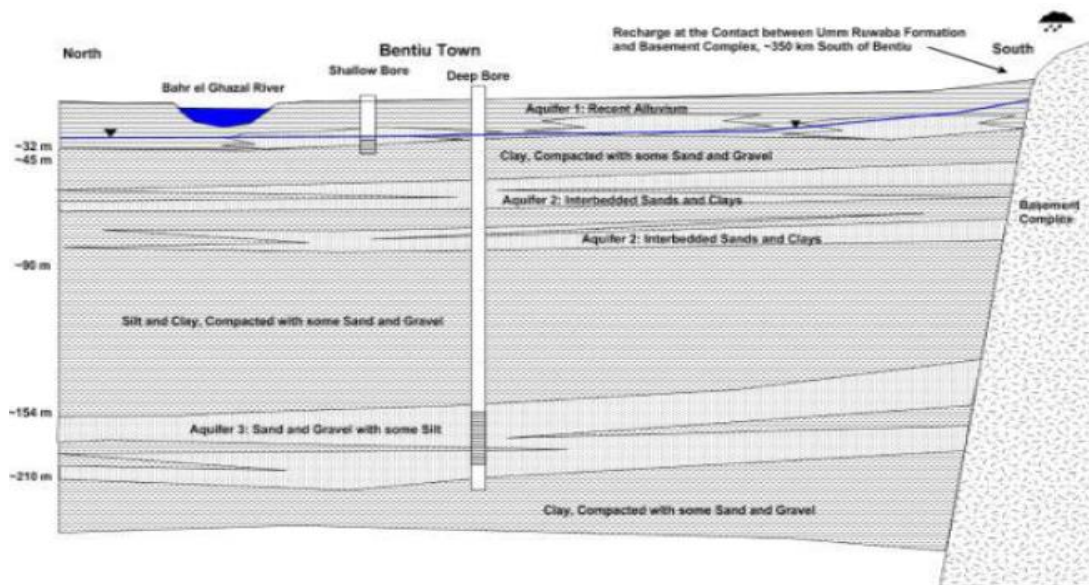 Recharge at the Contact between Umm Ruwaba Formation
and Basement Complex, ~350 km South of Bentiu
North
Bentiu Town
South
Shallow Bore
Deep Bore
Bahr el Ghazal River
Aquifer 1: Recent Alluvium
~32 m
~45 m
Clay, Compacted with some Sand and Gravel
Aquifer 2: Interbedded Sands and Clays
Basement
Complex
Aquifer 2: Interbedded Sands and Clays
~90 m
Silt and Clay, Compacted with some Sand and Gravel
~154 m
Aquifer 3: Sand and Gravel with some Silt
~210 m
Clay, Compacted with some Sand and Gravel